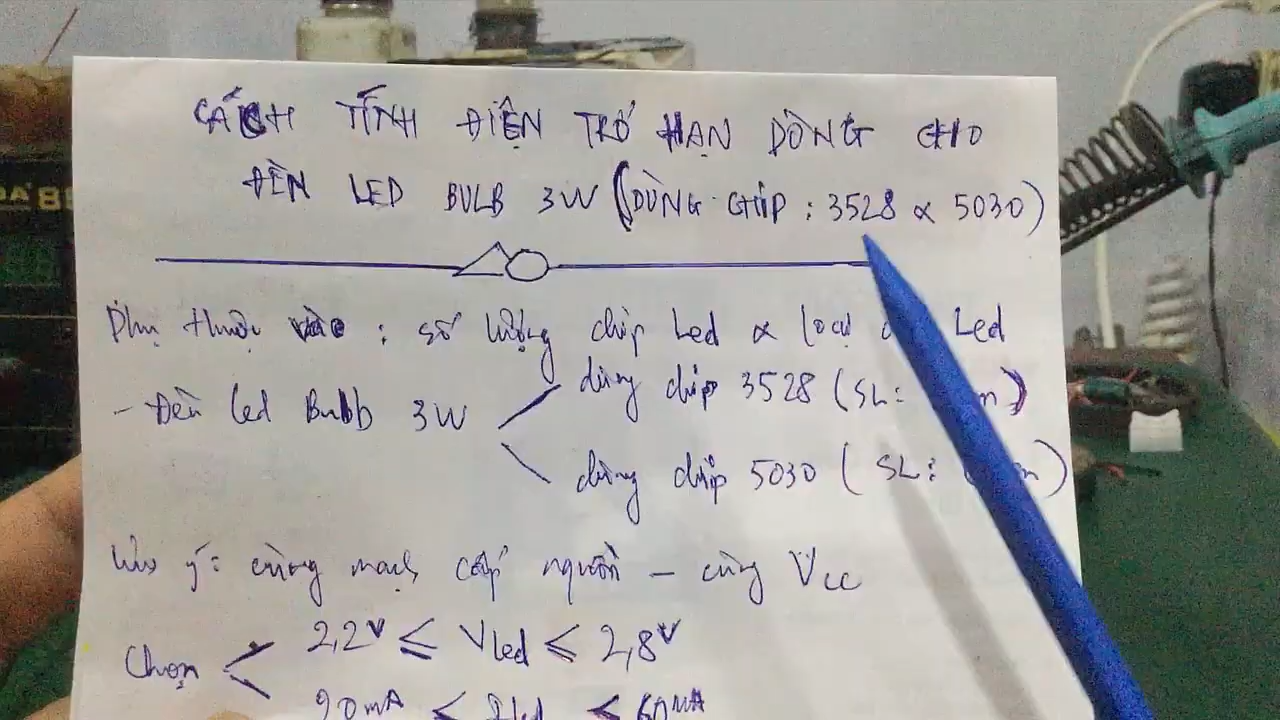 CÁCH TÍNH ĐIỆN TRỞ HẠN DÒNG CHO
ĐÈN LED BULB 3W (DÙNG CHIP : 3528 & 5030)
Phụ thuộc vào : số lượng chip Led & loại Led
- Đèn led Bulb 3W
dùng chip 3528 (SL:
dùng chip 5030 (SL:
Lưu ý: cùng mạch cấp nguồn – cùng Vcc
Chọn
2,2V ≤ Vled ≤ 2,8V
≤ Iled ≤ 60mA